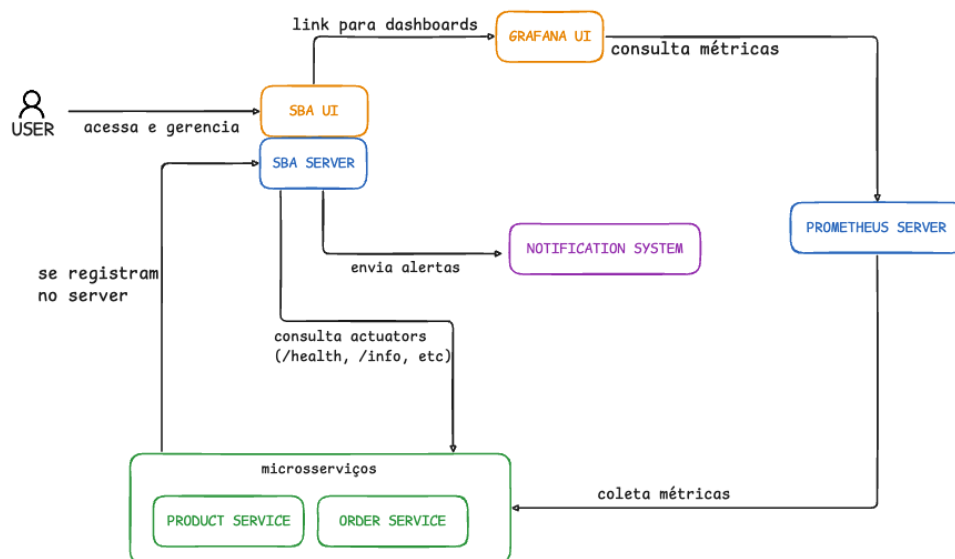 link para dashboards
GRAFANA UI
consulta métricas
USER
acessa e gerencia
SBA UI
SBA SERVER
PROMETHEUS SERVER
NOTIFICATION SYSTEM
envia alertas
se registram
no server
consulta actuators
(/health, /info, etc)
microsserviços
PRODUCT SERVICE
ORDER SERVICE
coleta métricas